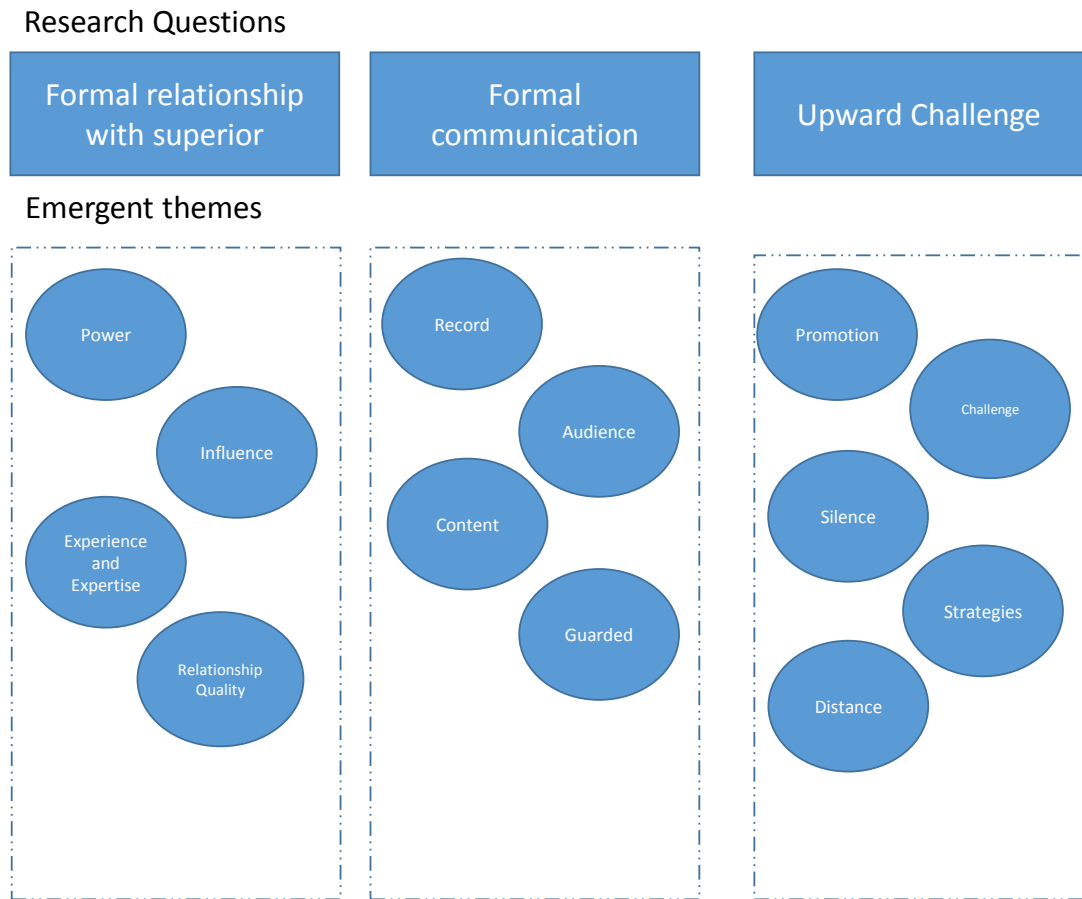 Research Questions
Formal relationship
with superior
Formal
communication
Upward Challenge
Emergent themes
Power
Influence
Experience
and
Expertise
Relationship
Quality
Record
Audience
Content
Guarded
Promotion
Challenge
Silence
Strategies
Distance